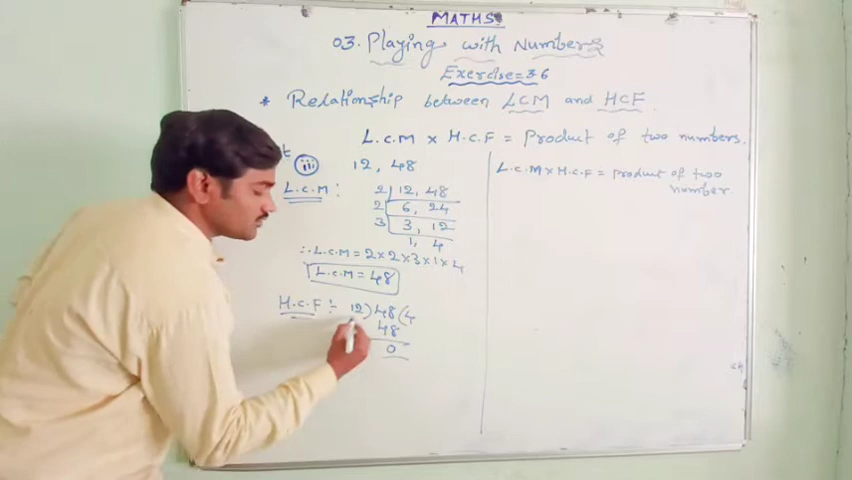 MATHS
03. Playing with Numbers
Exercise=36
* Relationship between LCM and HCF
L.C.M × H.C.F = Product of two numbers.
(iii) 12, 48
L.C.M :
2 | 12, 48
2 | 6, 24
3 | 3, 12
1, 4
∴ L.C.M = 2×2×3×1×4
L.C.M = 48
H.C.F :- 12) 48 (4
48
0
L.C.M × H.C.F = product of two
number